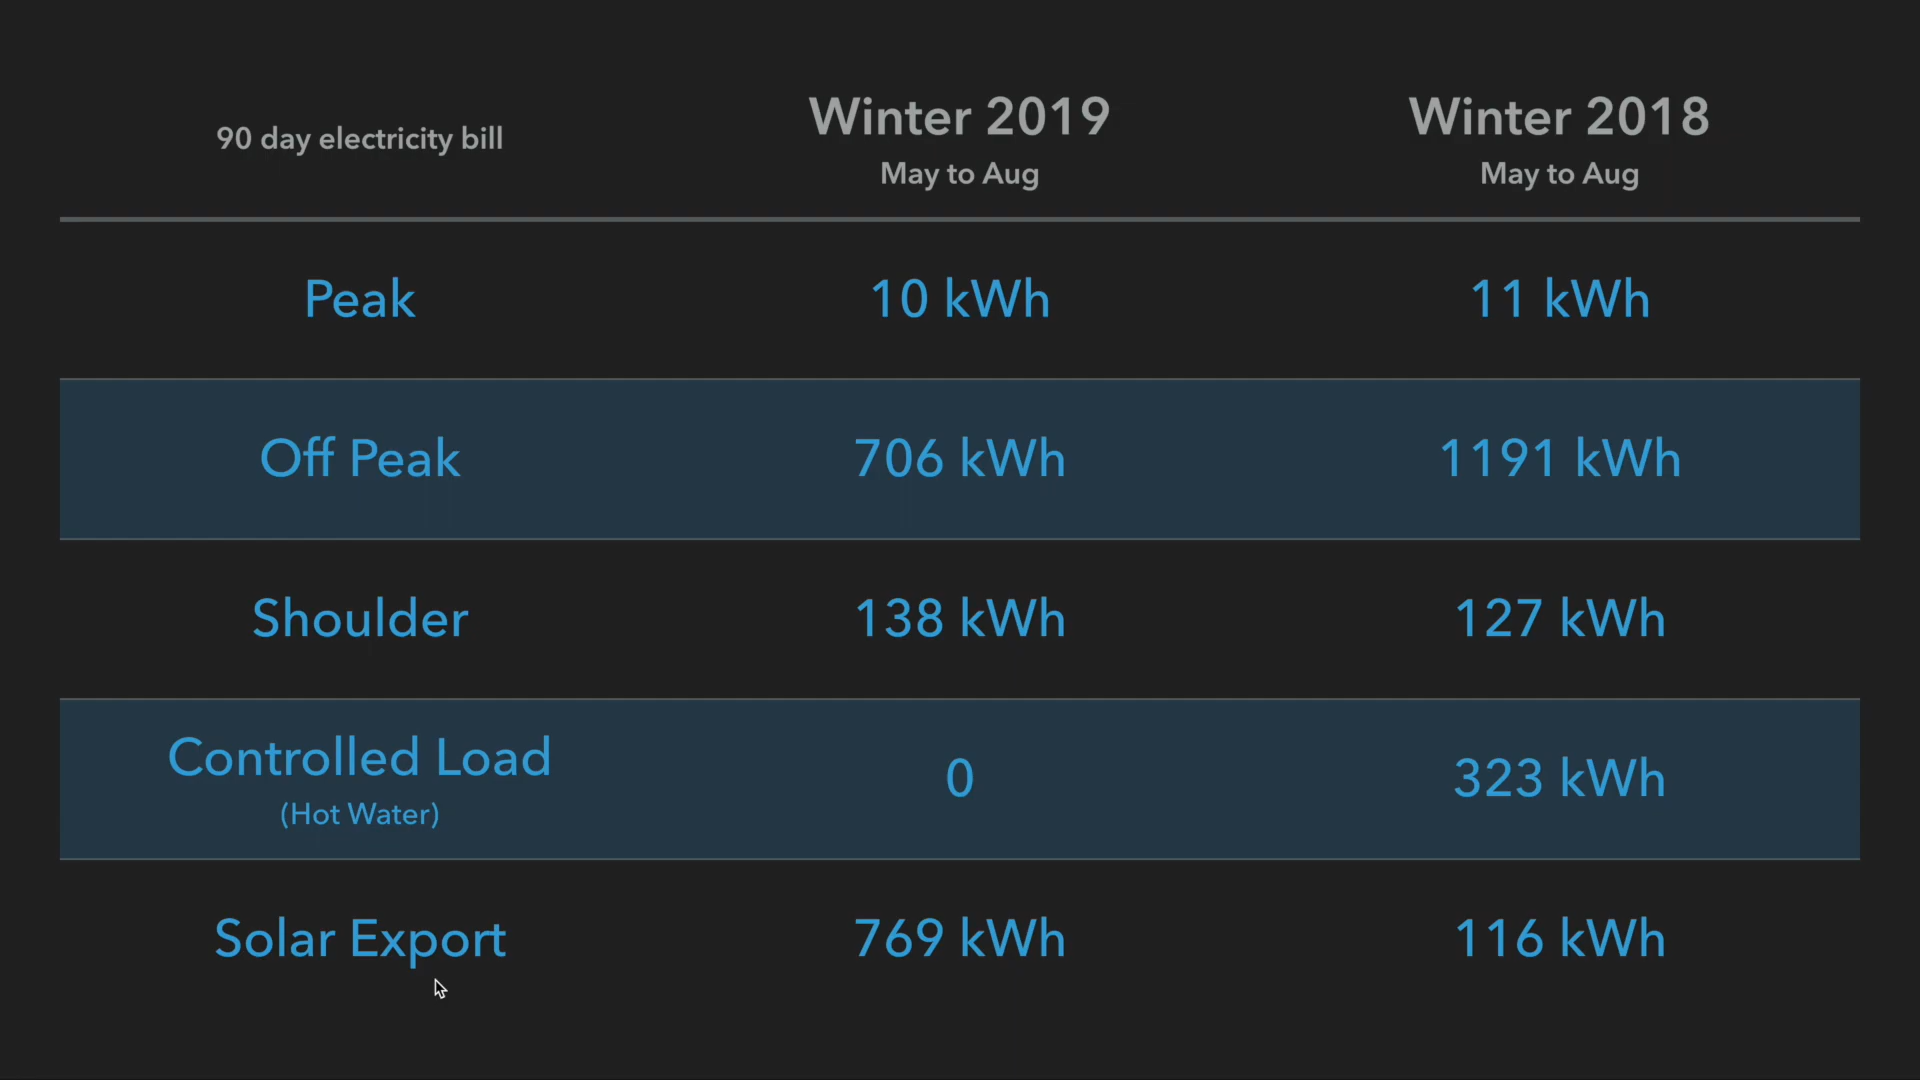 90 day electricity bill
Winter 2019
May to Aug
Winter 2018
May to Aug
Peak
10 kWh
11 kWh
Off Peak
706 kWh
1191 kWh
Shoulder
138 kWh
127 kWh
Controlled Load
(Hot Water)
0
323 kWh
Solar Export
769 kWh
116 kWh